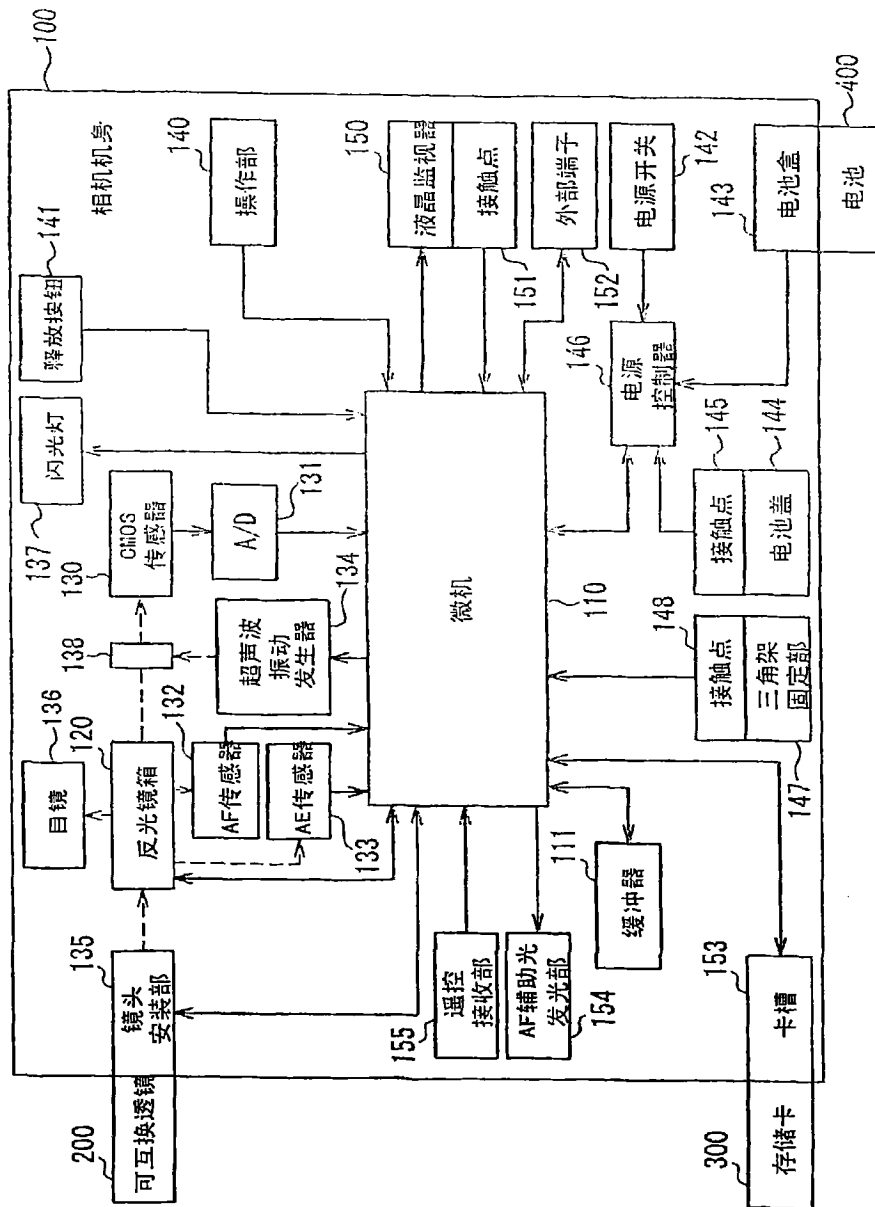 300
存储卡
卡槽
153
200
可互换透镜
镜头
安装部
135
155
遥控
接收部
AF辅助光
发光部
154
111
缓冲器
120
反光镜箱
136
目镜
132
AF传感器
AE传感器
133
147
三角架
固定部
接触点
148
138
超声波
振动
发生器
134
微机
110
130
CMOS
传感器
A/D
131
137
闪光灯
释放按钮
141
144
电池盖
接触点
145
146
电源
控制器
相机机身
100
140
操作部
150
液晶监视器
接触点
151
外部端子
152
电源开关
142
143
电池盒
电池
400